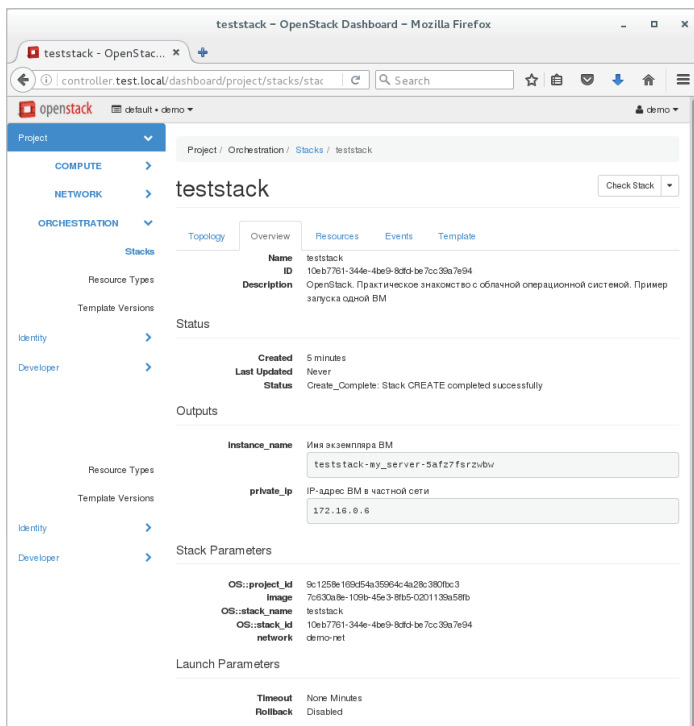 teststack – OpenStack Dashboard – Mozilla Firefox
teststack - OpenStac...
controller.test.local/dashboard/project/stacks/stac
Search
openstack
default • demo
demo
Project
COMPUTE
NETWORK
ORCHESTRATION
Stacks
Resource Types
Template Versions
Identity
Developer
Resource Types
Template Versions
Identity
Developer
Project / Orchestration / Stacks / teststack
teststack
Check Stack
Topology Overview Resources Events Template
Name teststack
ID 10eb7761-344e-4be9-8dfd-be7cc39a7e94
Description OpenStack. Практическое знакомство с облачной операционной системой. Пример
запуска одной ВМ
Status
Created 5 minutes
Last Updated Never
Status Create_Complete: Stack CREATE completed successfully
Outputs
instance_name Имя экземпляра ВМ
teststack-my_server-5afz7fsrzwbw
private_ip IP-адрес ВМ в частной сети
172.16.0.6
Stack Parameters
OS::project_id 9c1258e169d54a35964c4a28c380fbc3
image 7c630a8e-109b-45e3-8fb5-0201139a58fb
OS::stack_name teststack
OS::stack_id 10eb7761-344e-4be9-8dfd-be7cc39a7e94
network demo-net
Launch Parameters
Timeout None Minutes
Rollback Disabled